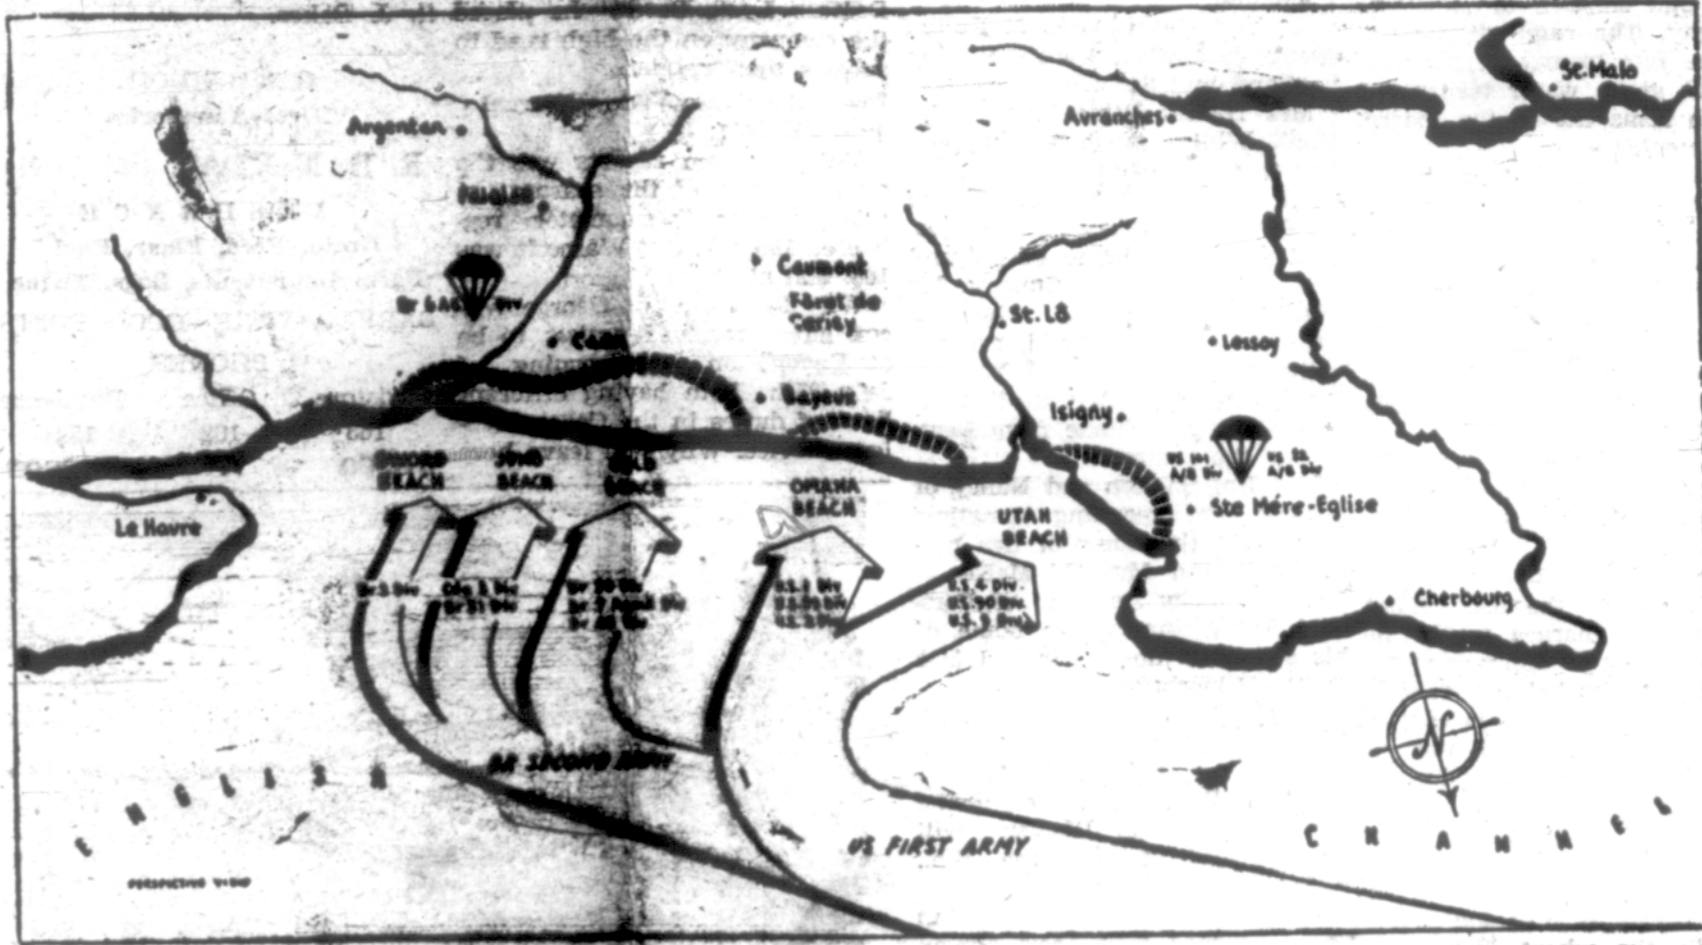 St. Malo
Avranches
Argentan
Falaise
Caumont
Fôret de
Cerisy
Br 6 A/B Div
St. Lô
Caen
Lessay
Bayeux
Isigny
US 101
A/B Div
US 82
A/B Div
SWORD
BEACH
JUNO
BEACH
GOLD
BEACH
OMAHA
BEACH
Ste Mére-Eglise
UTAH
BEACH
Le Havre
Br 3 Div
Cdn 3 Div
Br 51 Div
Br 50 Div
Br 7 Armd Div
U.S. 1 Div
U.S. 29 Div
U.S. 2 Div
U.S. 4 Div.
U.S. 90 Div.
U.S. 9 Div
Cherbourg
N
BR SECOND ARMY
US FIRST ARMY
ENGLISH
CHANNEL
PERSPECTIVE VIEW